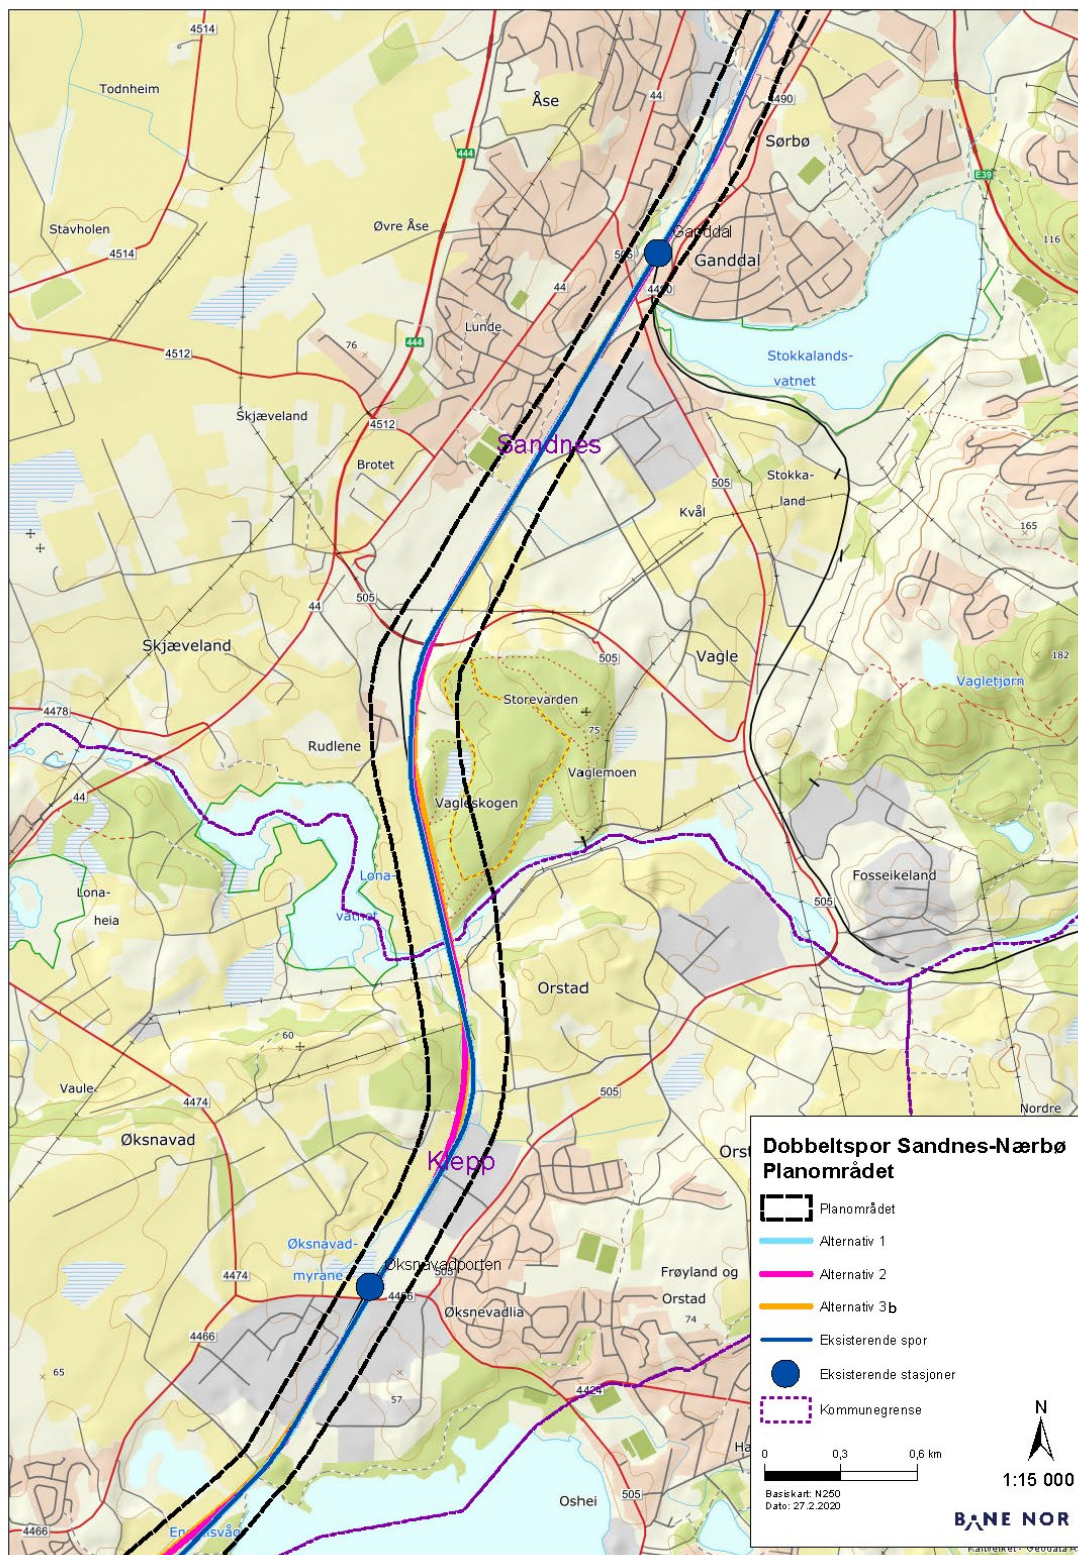 4514
Todnheim
Åse
44
4490
Sørbø
444
E39
Stavholen
4514
Øvre Åse
Ganddal
505
Ganddal
116
44
4490
Lunde
76
444
4512
Stokkalands-
vatnet
Skjæveland
4512
Sandnes
Brotet
505
Stokka-
land
Kvål
165
505
44
Skjæveland
505
Vagle
182
Vagletjørn
Storevarden
4478
75
Rudlene
Vaglemoen
44
Vagleskogen
Lona-
vatnet
Fosseikeland
Lona-
heia
505
Orstad
60
Vaule
4474
505
Nordre
Øksnavad
Klepp
Øksnavad-
myrane
Øksnavadporten
505
4474
4466
Frøyland og
Orstad
Øksnevadlia
74
4466
65
57
4424
Oshei
505
4466
Dobbeltspor Sandnes-Nærbø
Planområdet
Planområdet
Alternativ 1
Alternativ 2
Alternativ 3b
Eksisterende spor
Eksisterende stasjoner
Kommunegrense
N
0 0,3 0,6 km
1:15 000
Basiskart: N250
Dato: 27.2.2020
BANE NOR